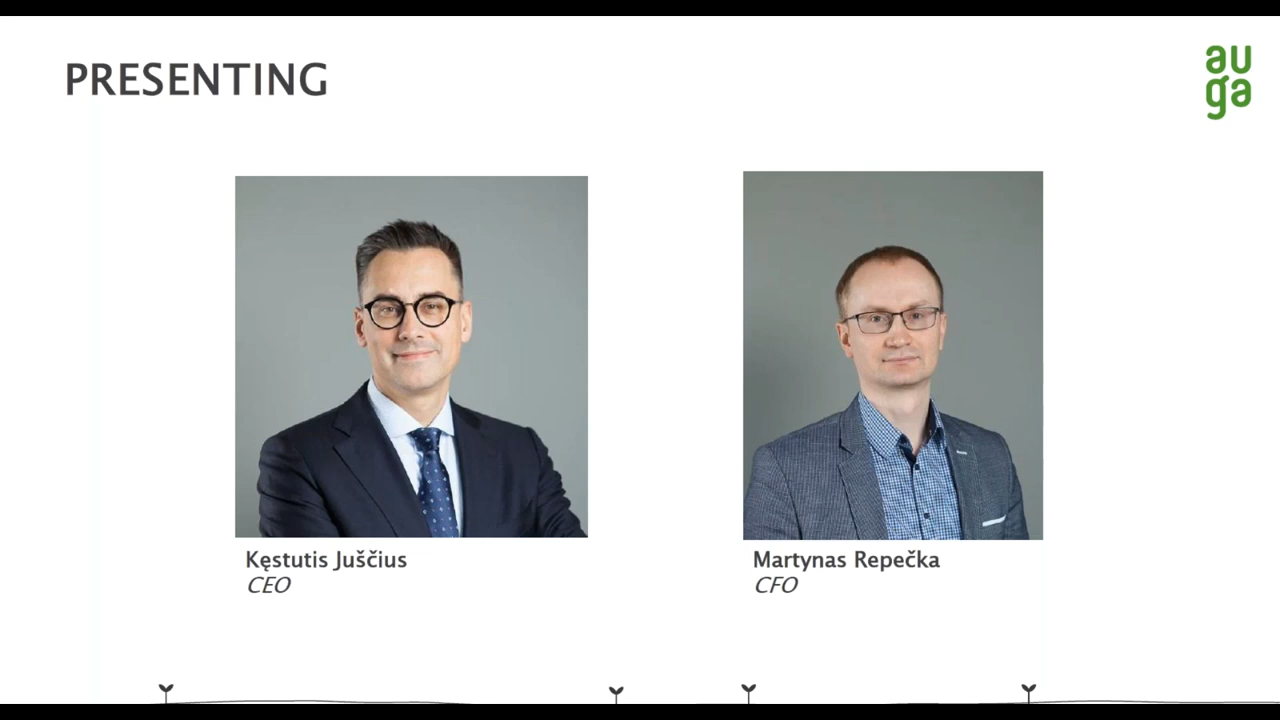 PRESENTING
au
ga
Kęstutis Juščius
CEO
Martynas Repečka
CFO